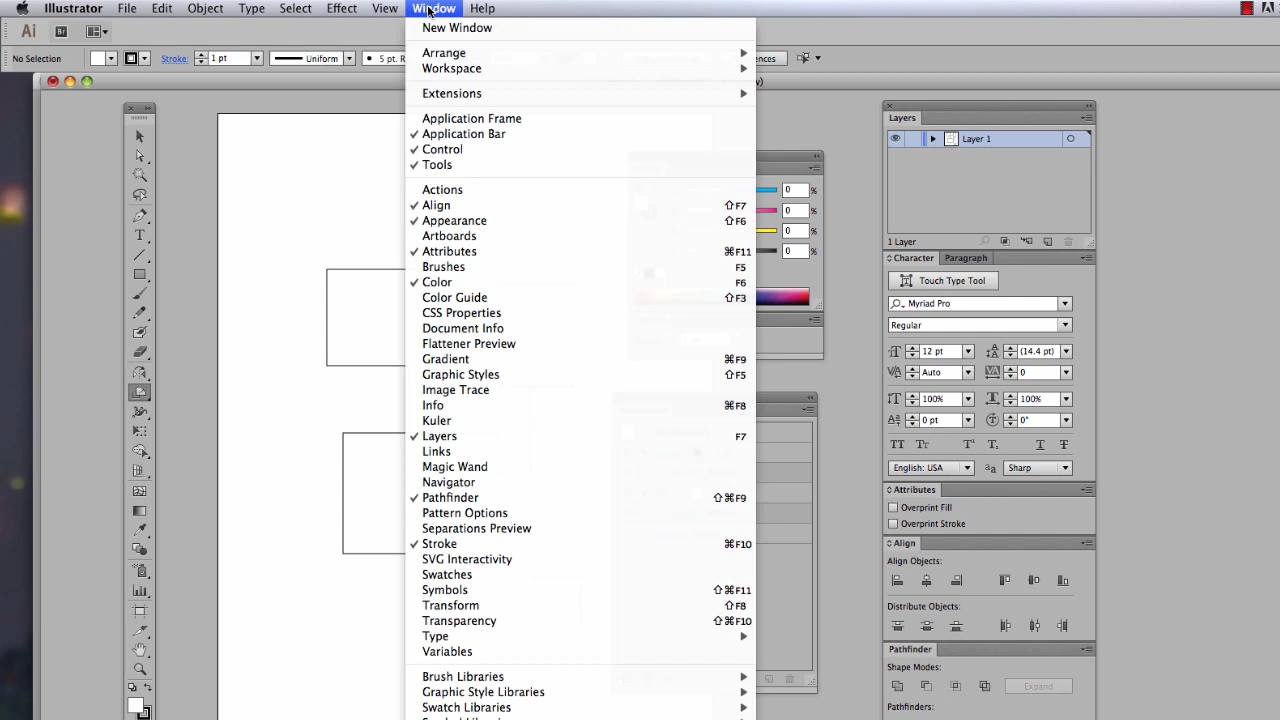 Illustrator File Edit Object Type Select Effect View Window Help
Ai Br
No Selection Stroke: 1 pt Uniform 5 pt. R
New Window
Arrange
Workspace
Extensions
Application Frame
✓ Application Bar
✓ Control
✓ Tools
Actions
✓ Align ⇧F7
✓ Appearance ⇧F6
Artboards
✓ Attributes ⌘F11
Brushes F5
✓ Color F6
Color Guide ⇧F3
CSS Properties
Document Info
Flattener Preview
Gradient ⌘F9
Graphic Styles ⇧F5
Image Trace
Info ⌘F8
Kuler
✓ Layers F7
Links
Magic Wand
Navigator
✓ Pathfinder ⇧⌘F9
Pattern Options
Separations Preview
✓ Stroke ⌘F10
SVG Interactivity
Swatches
Symbols ⇧⌘F11
Transform ⇧F8
Transparency ⇧⌘F10
Type
Variables
Brush Libraries
Graphic Style Libraries
Swatch Libraries
ences
0 %
0 %
0 %
0 %
Layers
Layer 1
1 Layer
Character Paragraph
Touch Type Tool
Myriad Pro
Regular
12 pt (14.4 pt)
Auto 0
100% 100%
0 pt 0°
English: USA Sharp
Attributes
Overprint Fill
Overprint Stroke
Align
Align Objects:
Distribute Objects:
Pathfinder
Shape Modes:
Expand
Pathfinders: